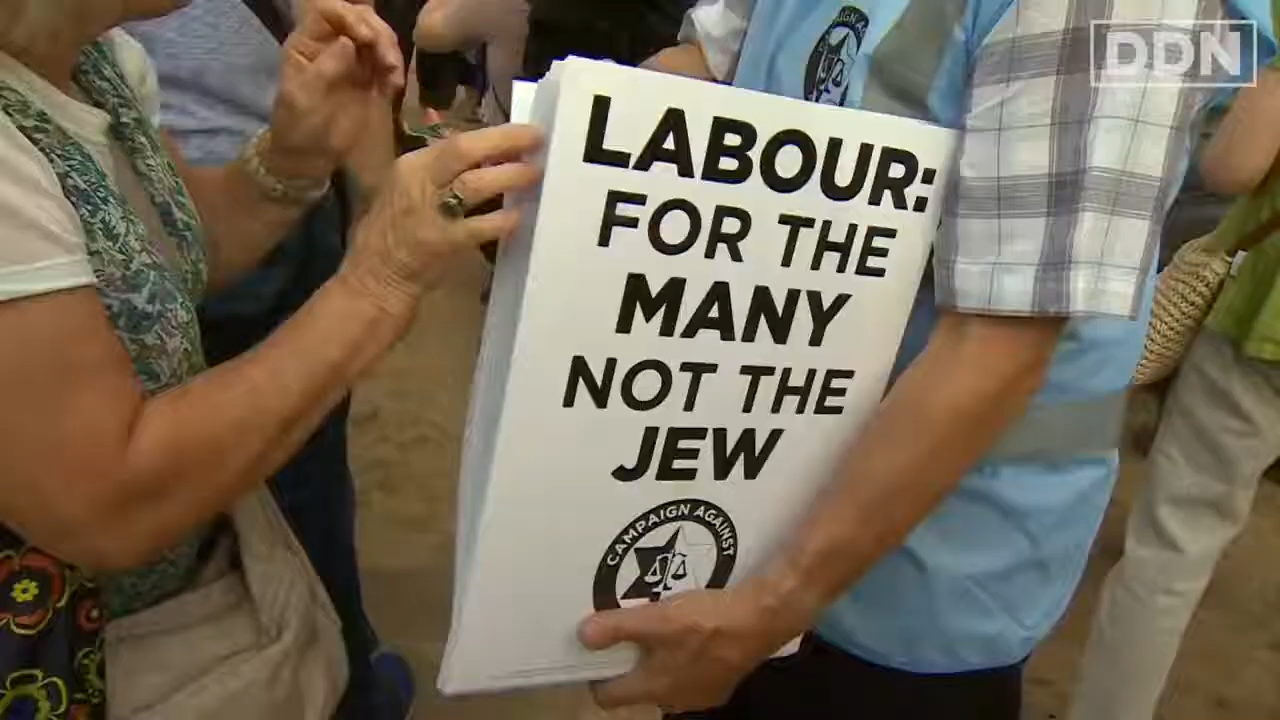 DDN
LABOUR:
FOR THE
MANY
NOT THE
JEW
CAMPAIGN AGAINST